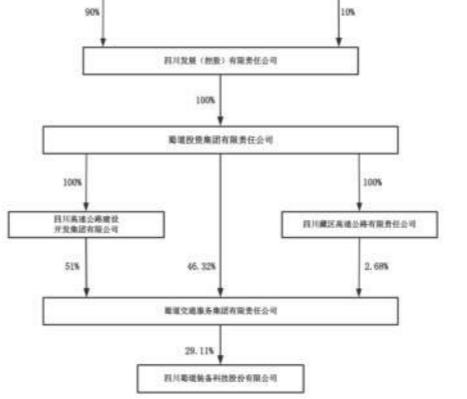 90%
10%
四川发展（控股）有限责任公司
100%
蜀道投资集团有限责任公司
100%
100%
四川高速公路建设
开发集团有限公司
四川藏区高速公路有限责任公司
51%
46.32%
2.68%
蜀道交通服务集团有限责任公司
29.11%
四川蜀道装备科技股份有限公司